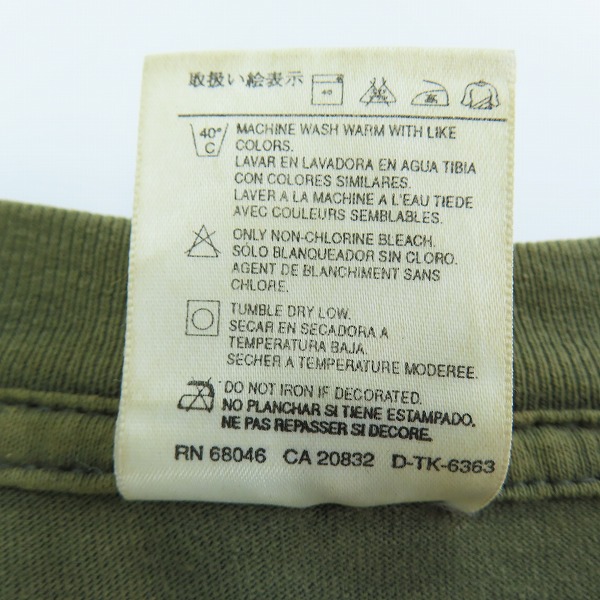 取扱い絵表示
40
40°
C
MACHINE WASH WARM WITH LIKE
COLORS.
LAVAR EN LAVADORA EN AGUA TIBIA
CON COLORES SIMILARES.
LAVER A LA MACHINE A L'EAU TIEDE
AVEC COULEURS SEMBLABLES.
ONLY NON-CHLORINE BLEACH.
SÓLO BLANQUEADOR SIN CLORO.
AGENT DE BLANCHIMENT SANS
CHLORE.
TUMBLE DRY LOW.
SECAR EN SECADORA A
TEMPERATURA BAJA.
SECHER A TEMPERATURE MODEREE.
DO NOT IRON IF DECORATED.
NO PLANCHAR SI TIENE ESTAMPADO.
NE PAS REPASSER SI DECORE.
RN 68046 CA 20832 D-TK-6363